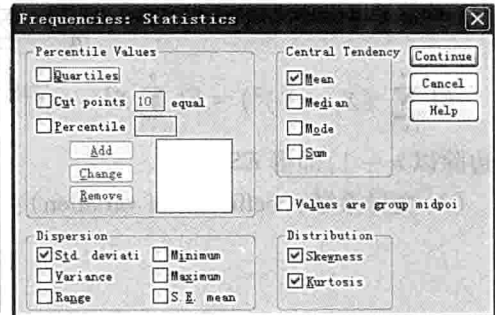 Frequencies: Statistics
Percentile Values
Quartiles
Cut points 10 equal
Percentile
Add
Change
Remove
Central Tendency
Mean
Median
Mode
Sum
Continue
Cancel
Help
Values are group midpoi
Dispersion
Std. deviati
Minimum
Variance
Maximum
Range
S.E. mean
Distribution
Skewness
Kurtosis